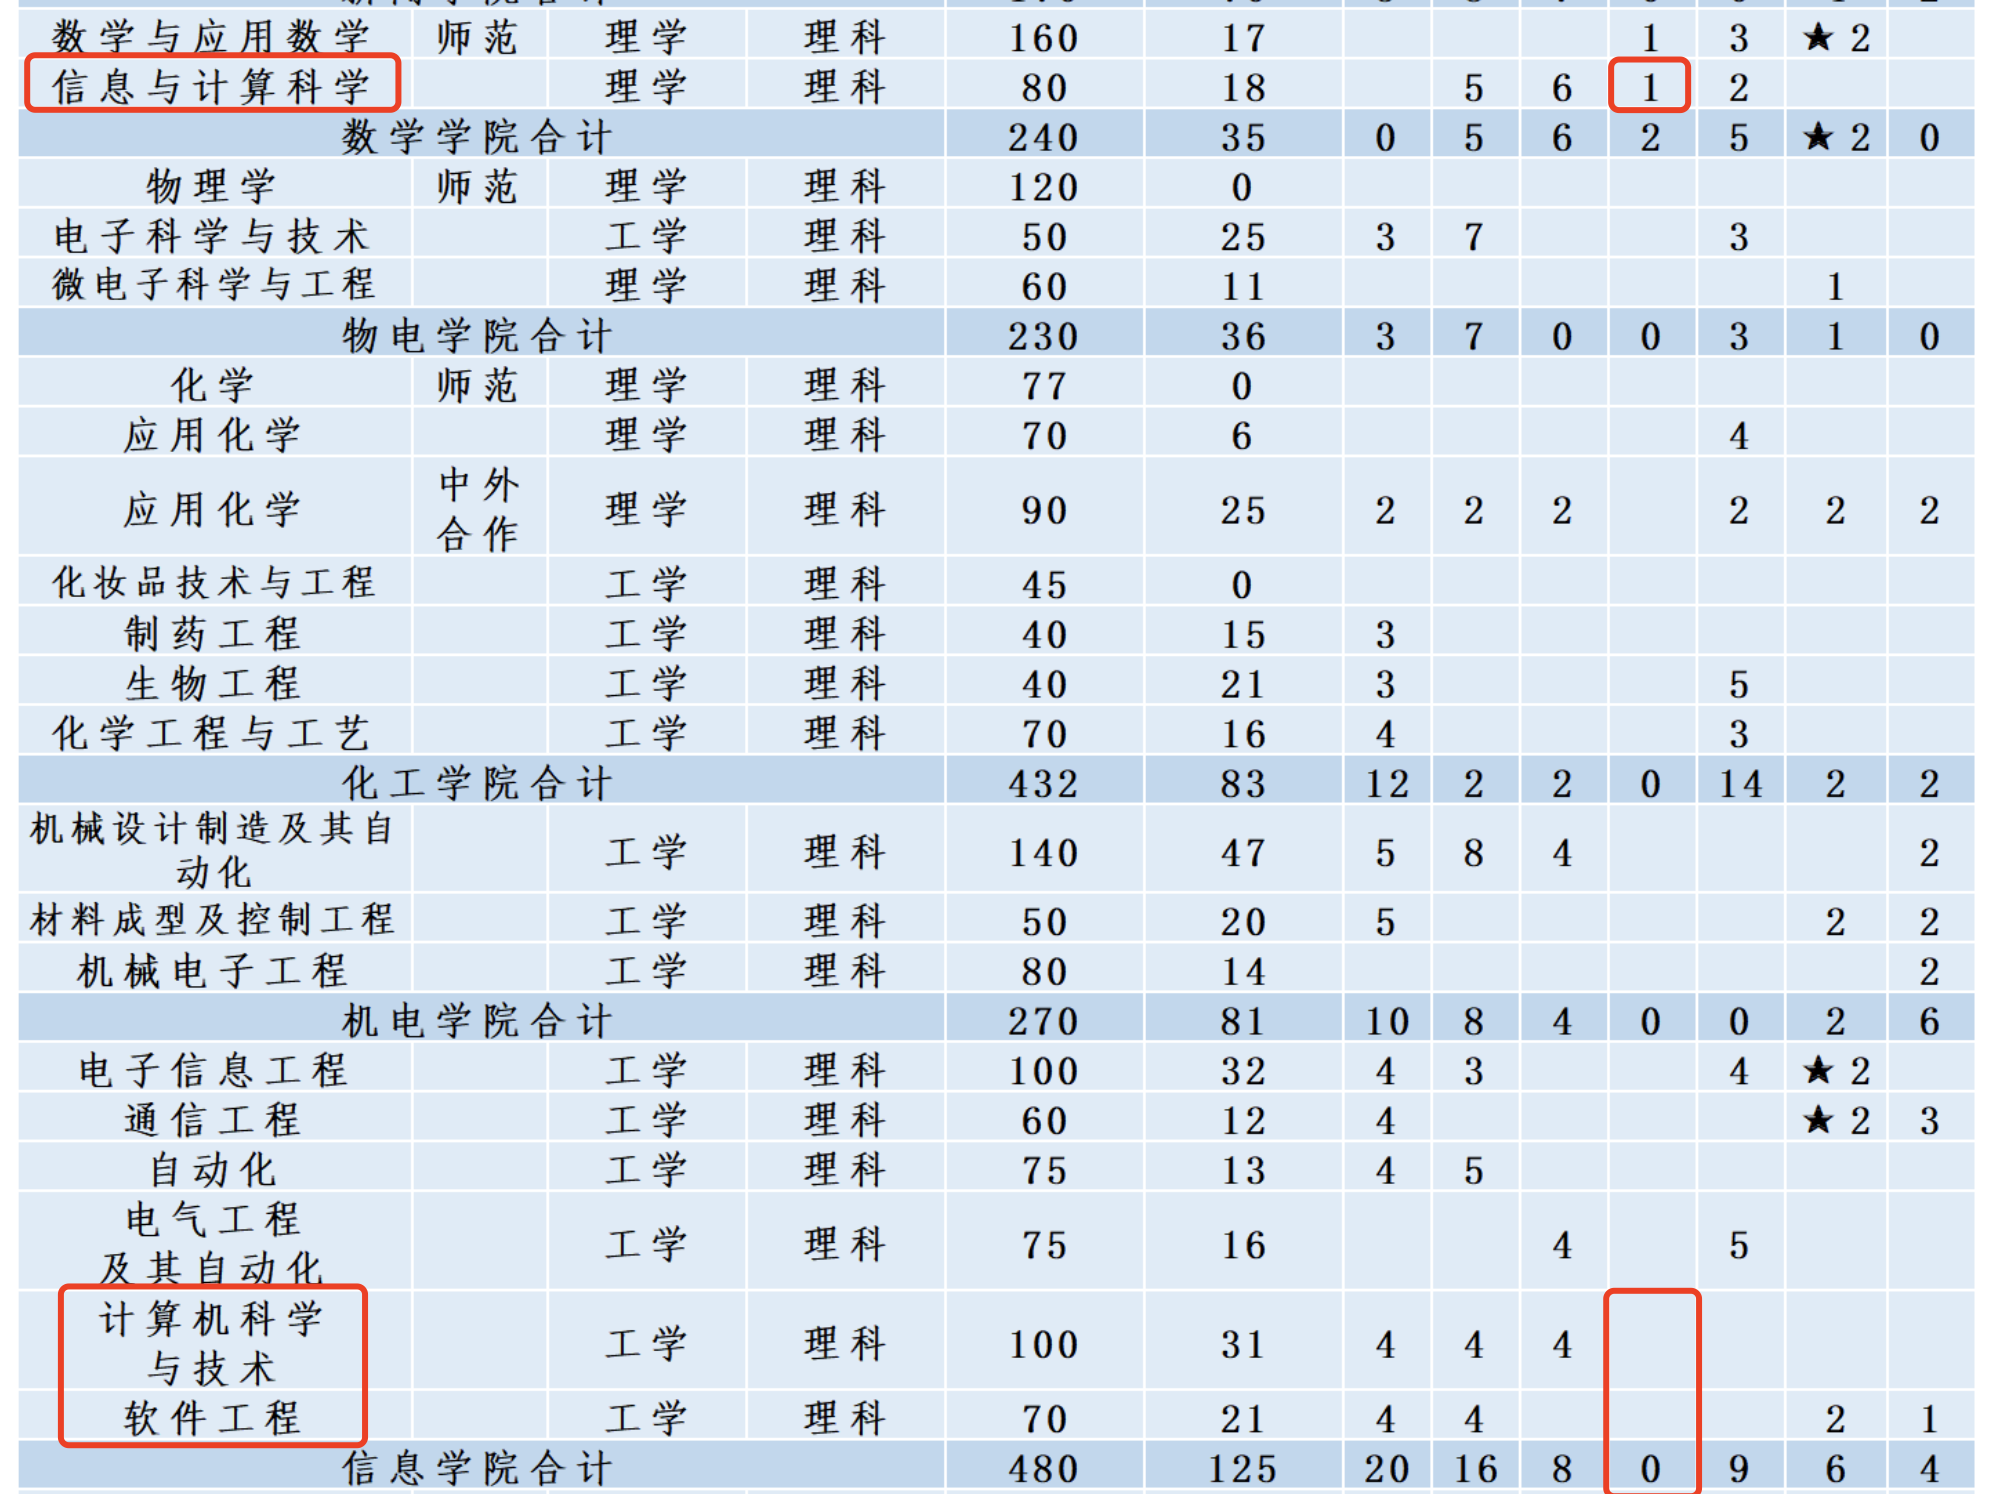 数学与应用数学 师范 理学 理科 160 17 1 3 ★2
信息与计算科学 理学 理科 80 18 5 6 1 2
数学学院合计 240 35 0 5 6 2 5 ★2 0
物理学 师范 理学 理科 120 0
电子科学与技术 工学 理科 50 25 3 7 3
微电子科学与工程 理学 理科 60 11 1
物电学院合计 230 36 3 7 0 0 3 1 0
化学 师范 理学 理科 77 0
应用化学 理学 理科 70 6 4
应用化学 中外
合作 理学 理科 90 25 2 2 2 2 2 2
化妆品技术与工程 工学 理科 45 0
制药工程 工学 理科 40 15 3
生物工程 工学 理科 40 21 3 5
化学工程与工艺 工学 理科 70 16 4 3
化工学院合计 432 83 12 2 2 0 14 2 2
机械设计制造及其自
动化 工学 理科 140 47 5 8 4 2
材料成型及控制工程 工学 理科 50 20 5 2 2
机械电子工程 工学 理科 80 14 2
机电学院合计 270 81 10 8 4 0 0 2 6
电子信息工程 工学 理科 100 32 4 3 4 ★2
通信工程 工学 理科 60 12 4 ★2 3
自动化 工学 理科 75 13 4 5
电气工程
及其自动化 工学 理科 75 16 4 5
计算机科学
与技术 工学 理科 100 31 4 4 4
软件工程 工学 理科 70 21 4 4 2 1
信息学院合计 480 125 20 16 8 0 9 6 4